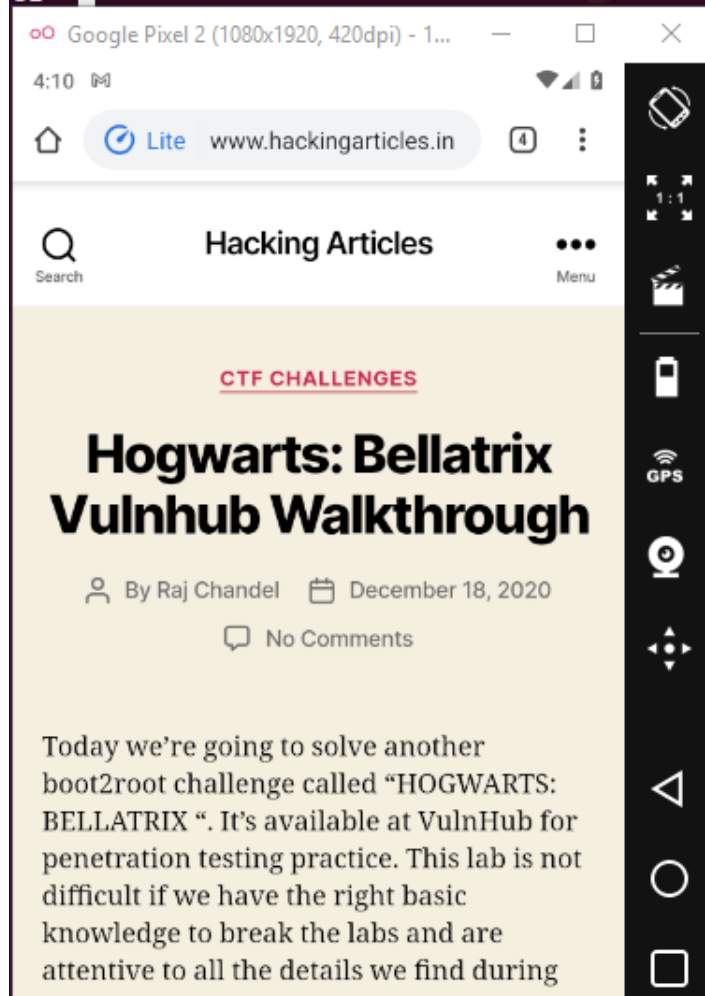 Google Pixel 2 (1080x1920, 420dpi) - 1...
4:10
Lite www.hackingarticles.in 4
Search
Hacking Articles
Menu
CTF CHALLENGES
Hogwarts: Bellatrix
Vulnhub Walkthrough
By Raj Chandel December 18, 2020
No Comments
Today we’re going to solve another
boot2root challenge called “HOGWARTS:
BELLATRIX “. It’s available at VulnHub for
penetration testing practice. This lab is not
difficult if we have the right basic
knowledge to break the labs and are
attentive to all the details we find during
1:1
GPS